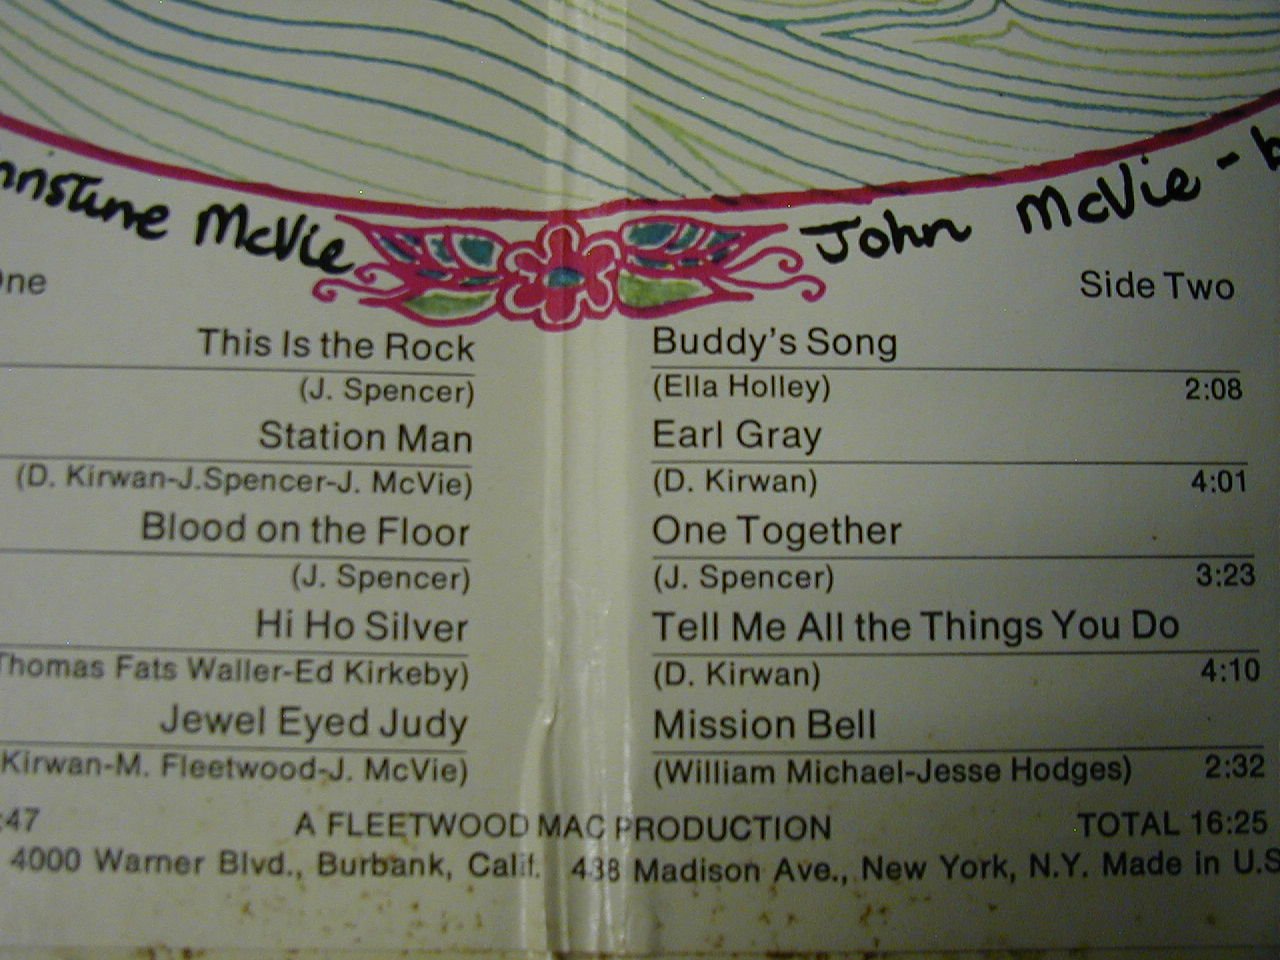 McVie
John McVie -
One
Side Two
This Is the Rock
(J. Spencer)
Station Man
(D. Kirwan-J.Spencer-J. McVie)
Blood on the Floor
(J. Spencer)
Hi Ho Silver
Thomas Fats Waller-Ed Kirkeby)
Jewel Eyed Judy
Kirwan-M. Fleetwood-J. McVie)
Buddy's Song
(Ella Holley) 2:08
Earl Gray
(D. Kirwan) 4:01
One Together
(J. Spencer) 3:23
Tell Me All the Things You Do
(D. Kirwan) 4:10
Mission Bell
(William Michael-Jesse Hodges) 2:32
:47 A FLEETWOOD MAC PRODUCTION TOTAL 16:25
4000 Warner Blvd., Burbank, Calif. 438 Madison Ave., New York, N.Y. Made in U.S